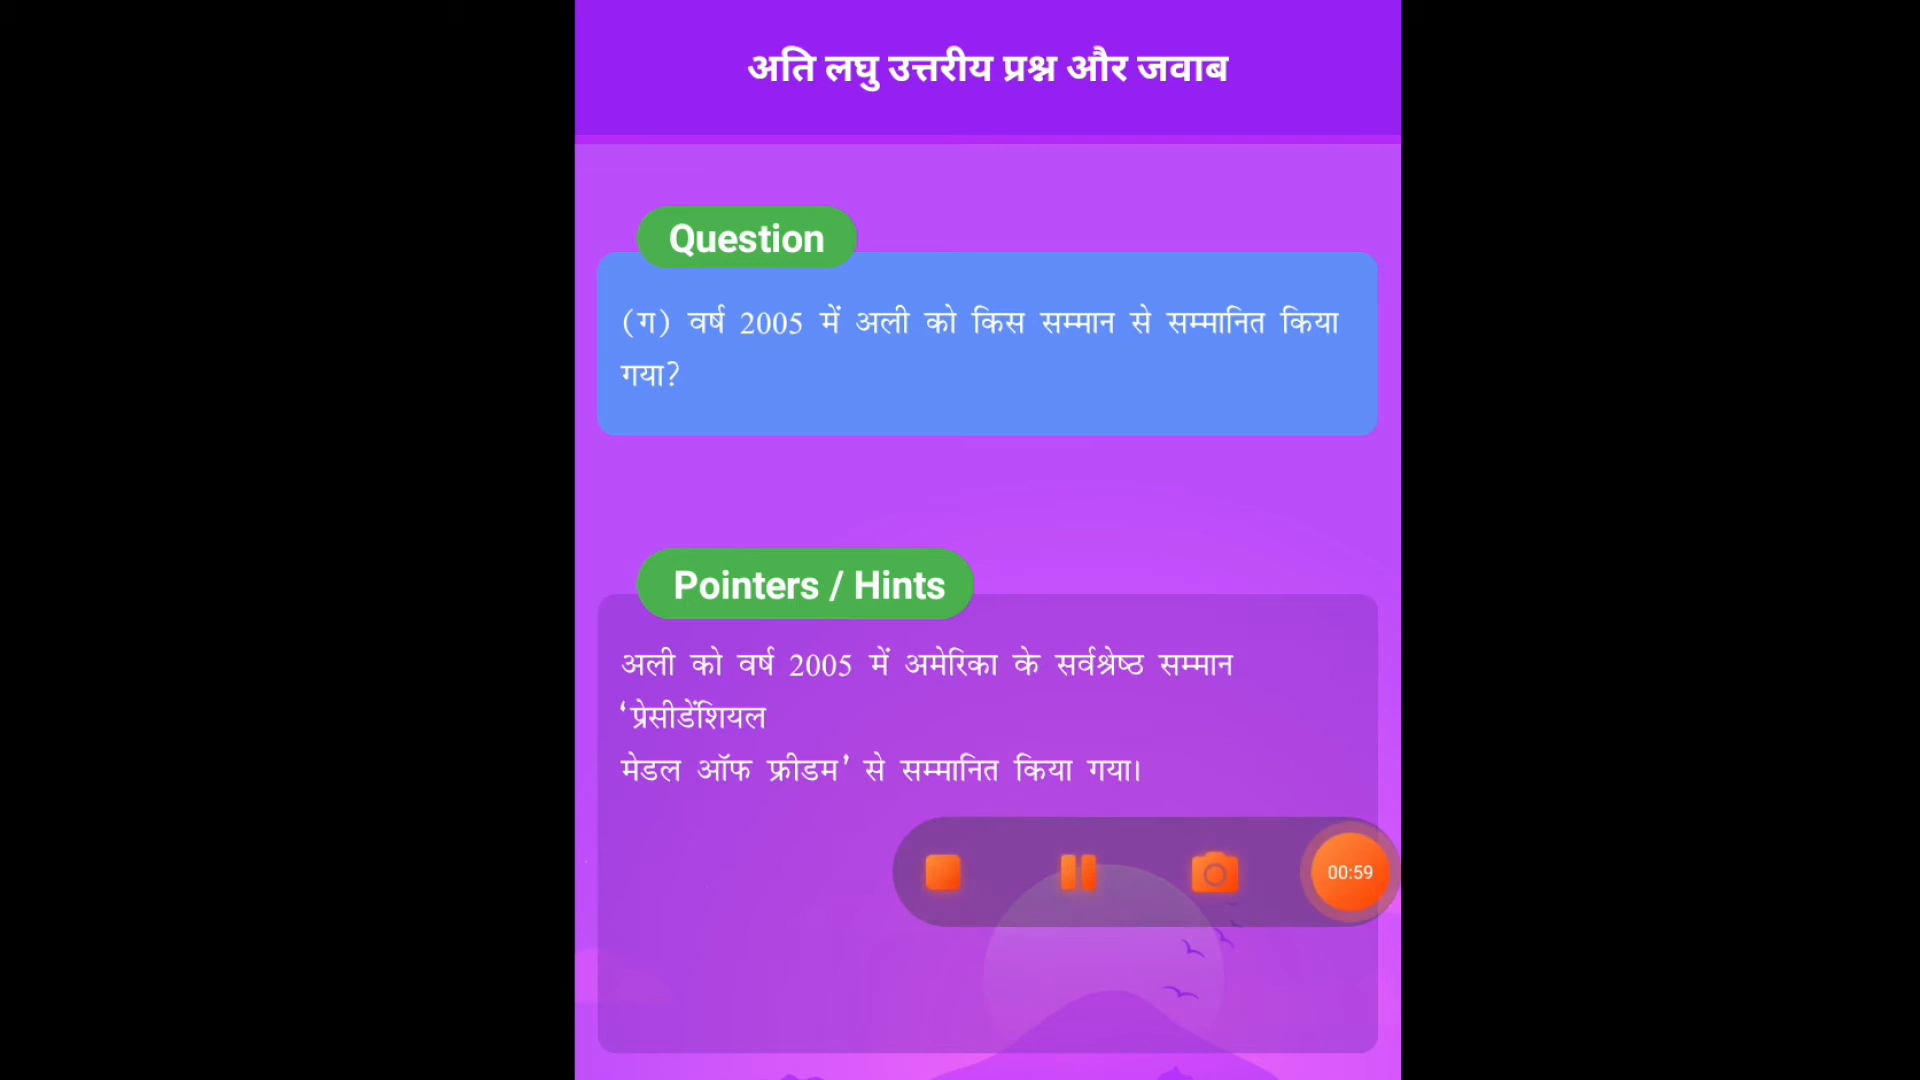 अति लघु उत्तरीय प्रश्न और जवाब
Question
(ग) वर्ष 2005 में अली को किस सम्मान से सम्मानित किया
गया?
Pointers / Hints
अली को वर्ष 2005 में अमेरिका के सर्वश्रेष्ठ सम्मान
‘प्रेसीडेंशियल
मेडल ऑफ फ्रीडम’ से सम्मानित किया गया।
00:59